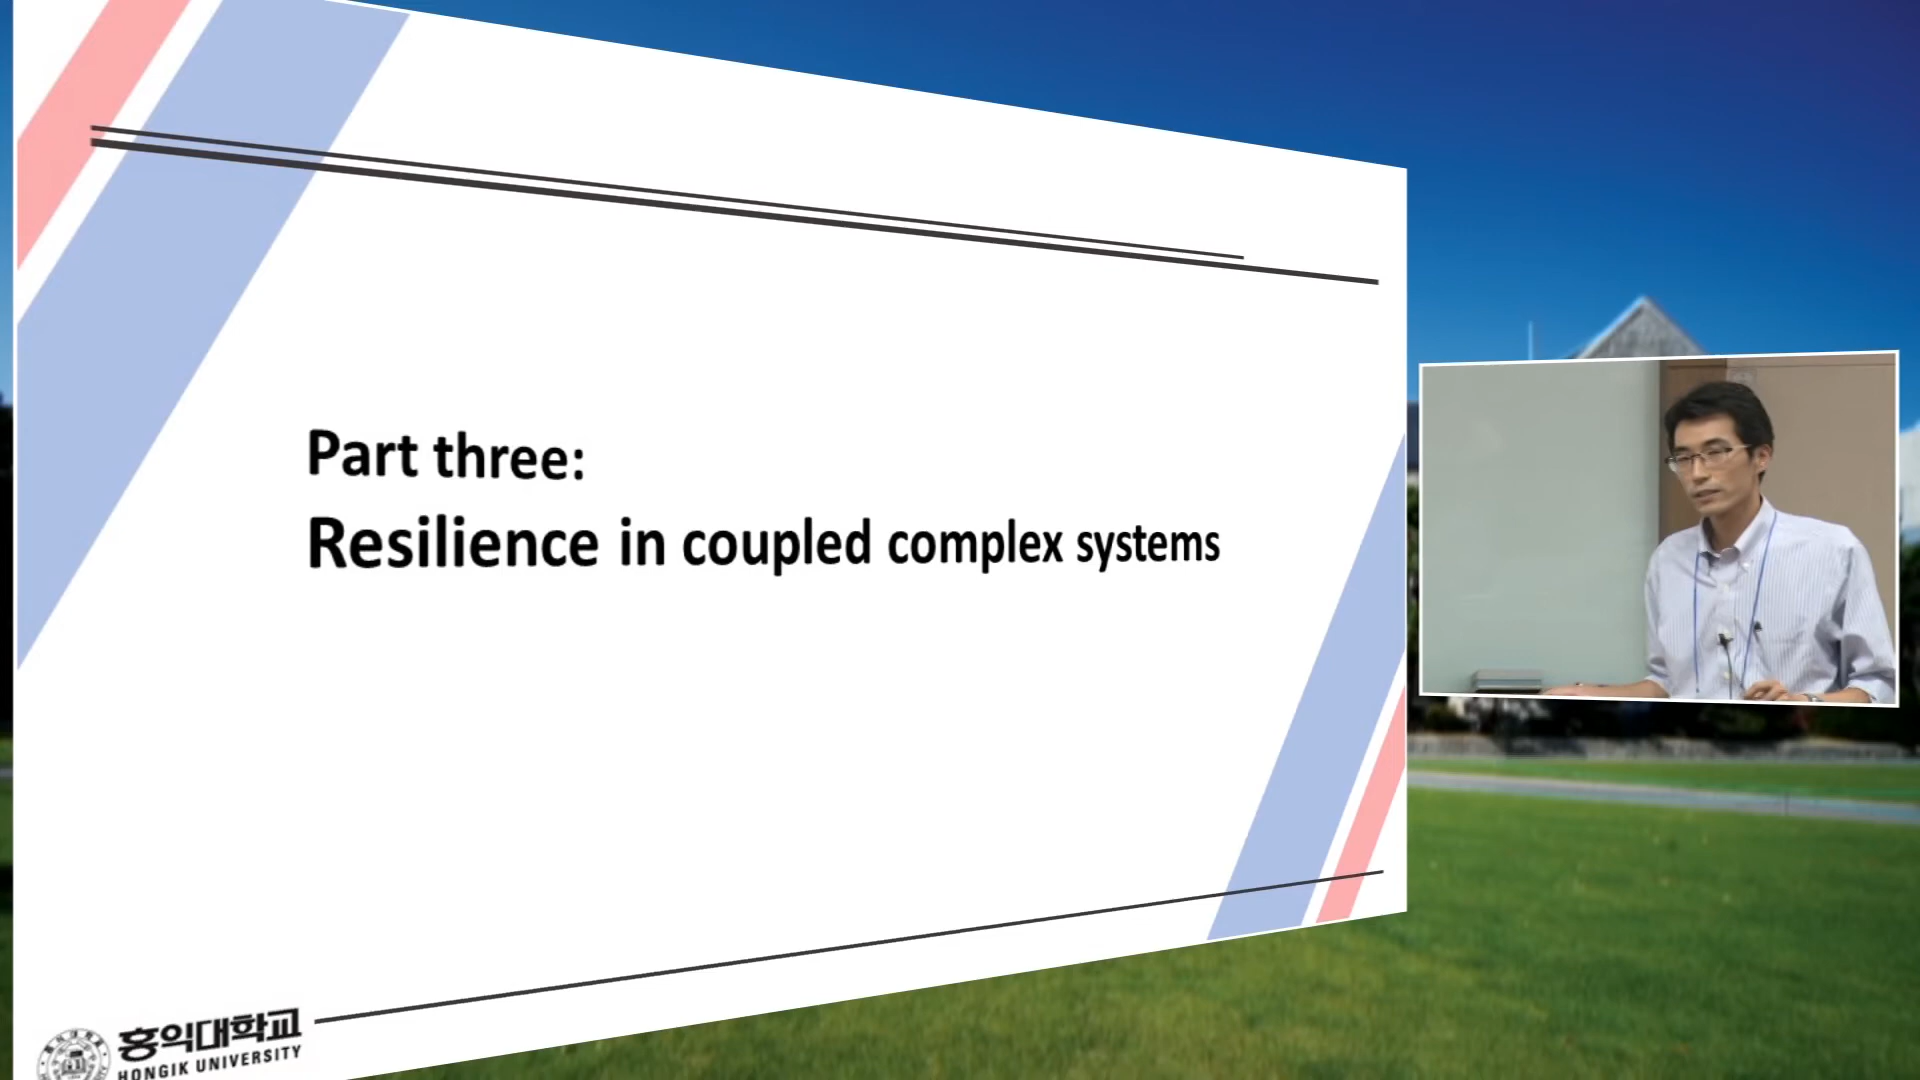 Part three:
Resilience in coupled complex systems
홍익대학교
HONGIK UNIVERSITY